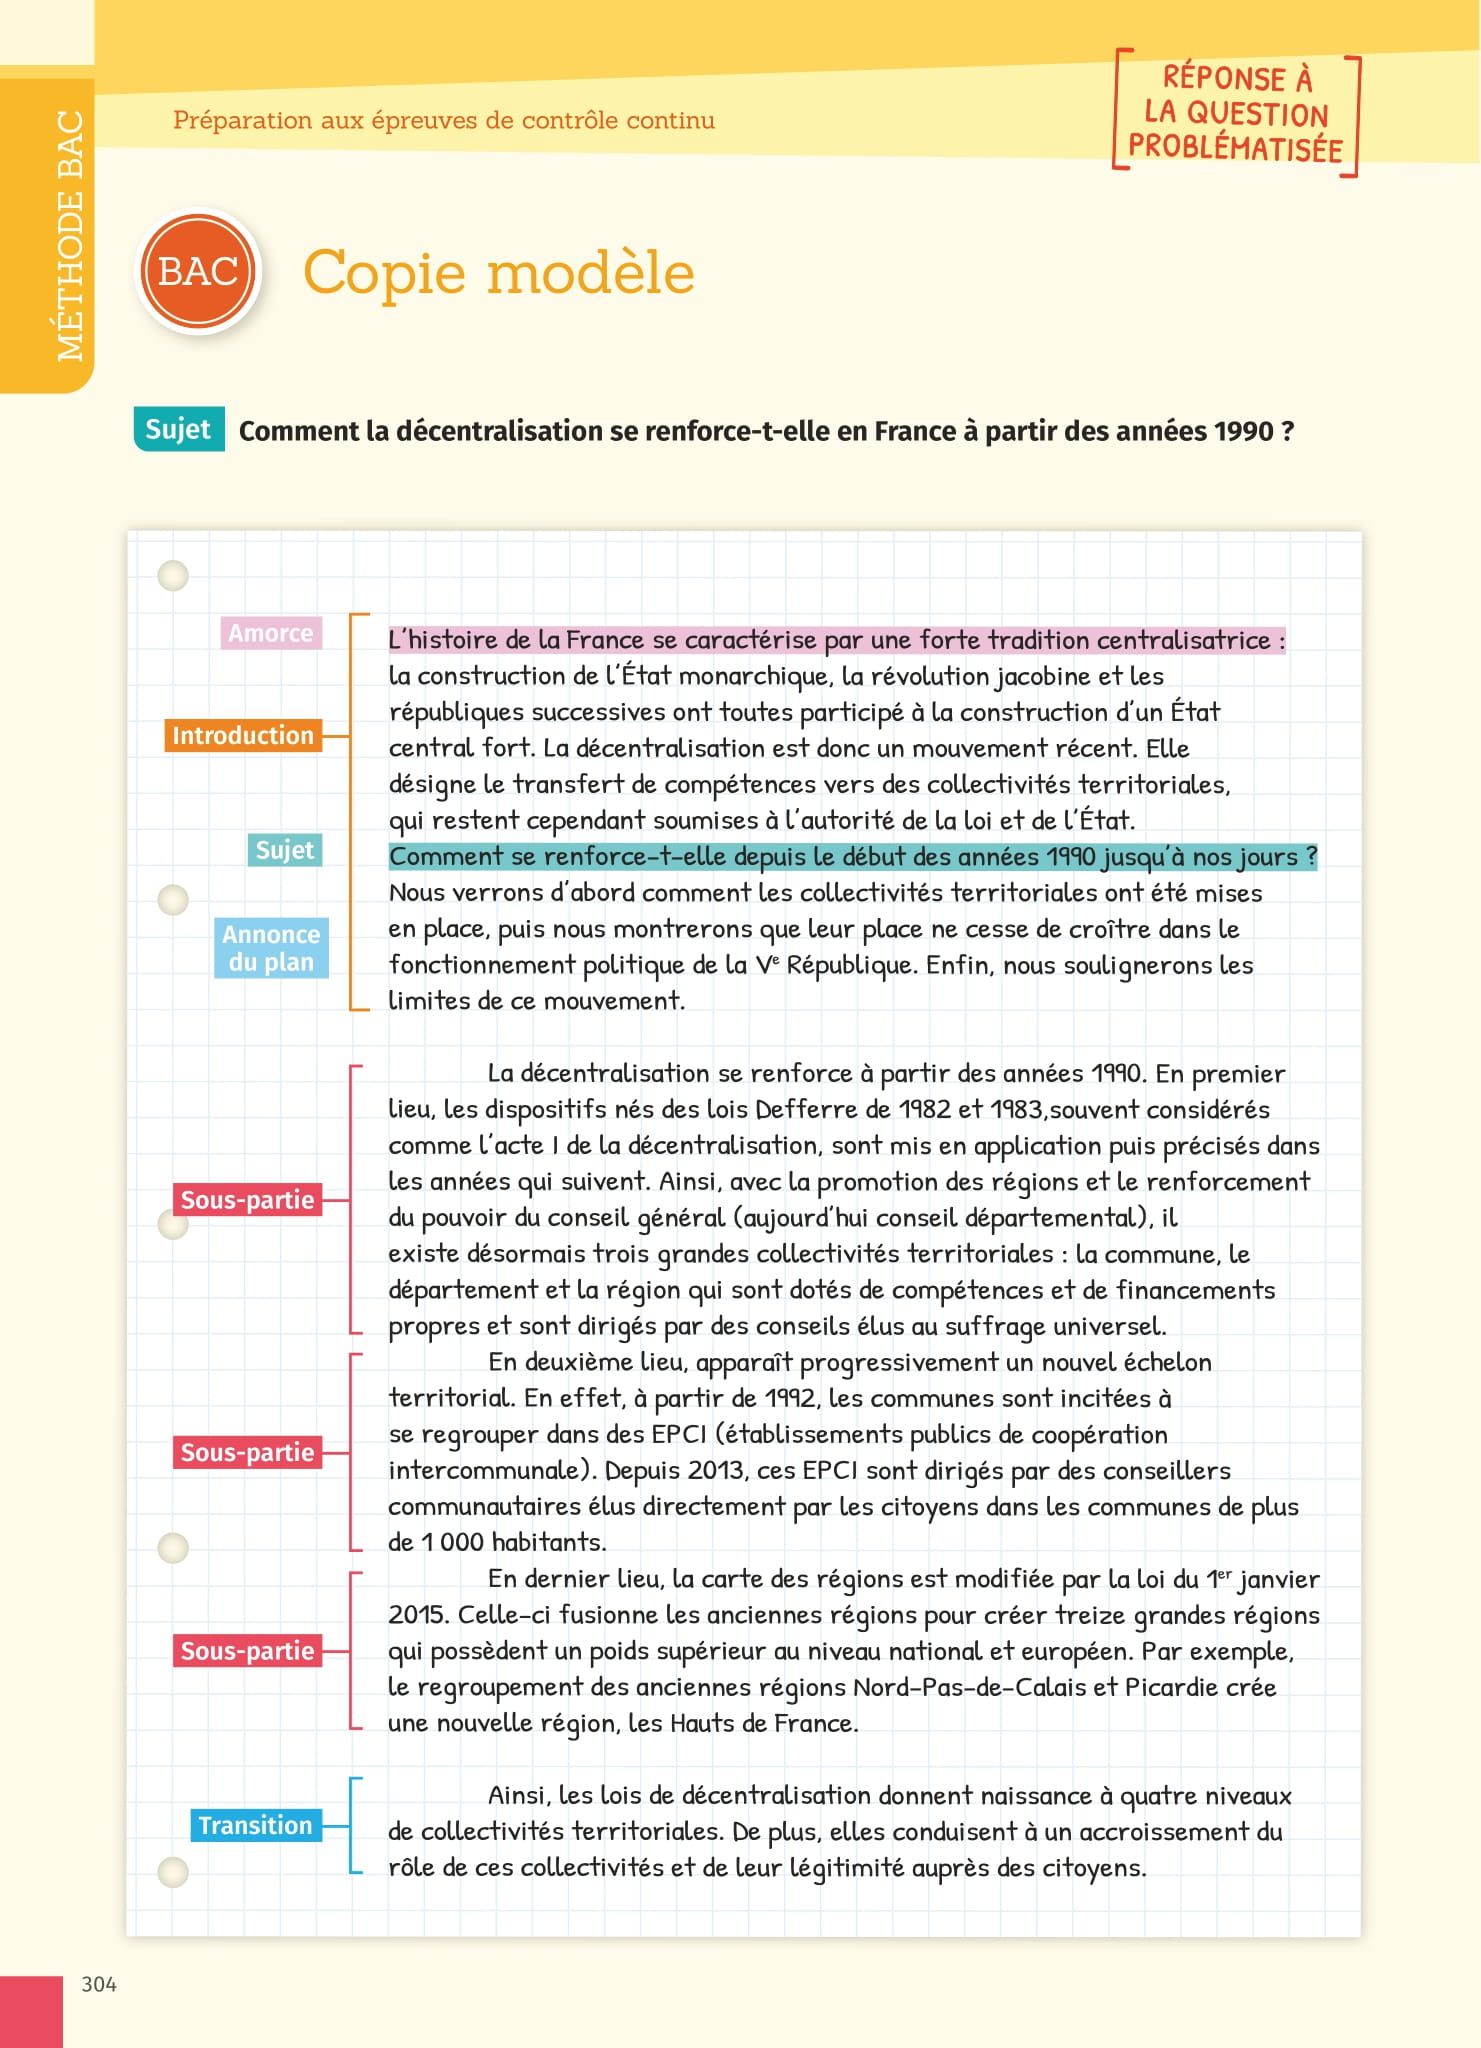 MÉTHODE BAC
Préparation aux épreuves de contrôle continu
RÉPONSE À
LA QUESTION
PROBLÉMATISÉE
BAC
Copie modèle
Sujet Comment la décentralisation se renforce-t-elle en France à partir des années 1990 ?
Amorce
L'histoire de la France se caractérise par une forte tradition centralisatrice :
la construction de l'État monarchique, la révolution jacobine et les
républiques successives ont toutes participé à la construction d'un État
Introduction
central fort. La décentralisation est donc un mouvement récent. Elle
désigne le transfert de compétences vers des collectivités territoriales,
qui restent cependant soumises à l'autorité de la loi et de l'État.
Sujet
Comment se renforce-t-elle depuis le début des années 1990 jusqu'à nos jours ?
Nous verrons d'abord comment les collectivités territoriales ont été mises
Annonce
du plan
en place, puis nous montrerons que leur place ne cesse de croître dans le
fonctionnement politique de la Ve République. Enfin, nous soulignerons les
limites de ce mouvement.
La décentralisation se renforce à partir des années 1990. En premier
lieu, les dispositifs nés des lois Defferre de 1982 et 1983,souvent considérés
comme l'acte I de la décentralisation, sont mis en application puis précisés dans
les années qui suivent. Ainsi, avec la promotion des régions et le renforcement
Sous-partie
du pouvoir du conseil général (aujourd'hui conseil départemental), il
existe désormais trois grandes collectivités territoriales : la commune, le
département et la région qui sont dotés de compétences et de financements
propres et sont dirigés par des conseils élus au suffrage universel.
En deuxième lieu, apparaît progressivement un nouvel échelon
territorial. En effet, à partir de 1992, les communes sont incitées à
se regrouper dans des EPCI (établissements publics de coopération
Sous-partie
intercommunale). Depuis 2013, ces EPCI sont dirigés par des conseillers
communautaires élus directement par les citoyens dans les communes de plus
de 1 000 habitants.
En dernier lieu, la carte des régions est modifiée par la loi du 1er janvier
2015. Celle-ci fusionne les anciennes régions pour créer treize grandes régions
Sous-partie
qui possèdent un poids supérieur au niveau national et européen. Par exemple,
le regroupement des anciennes régions Nord-Pas-de-Calais et Picardie crée
une nouvelle région, les Hauts de France.
Ainsi, les lois de décentralisation donnent naissance à quatre niveaux
Transition
de collectivités territoriales. De plus, elles conduisent à un accroissement du
rôle de ces collectivités et de leur légitimité auprès des citoyens.
304